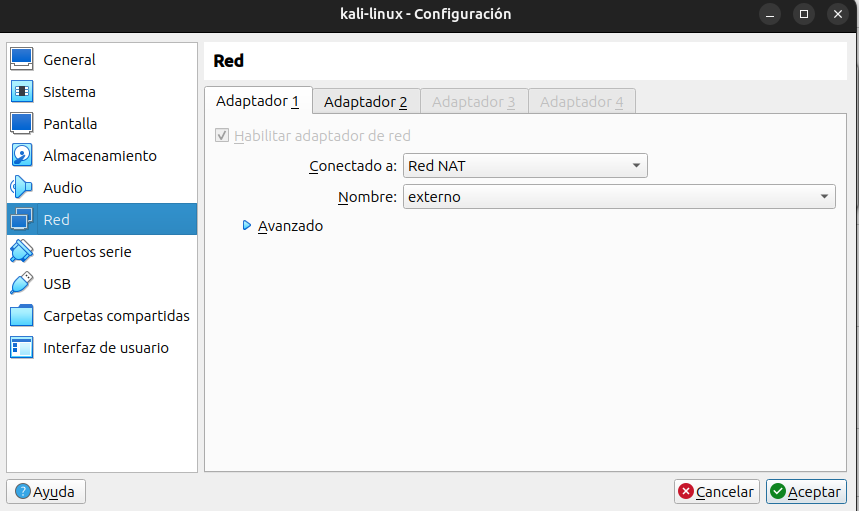 kali-linux - Configuración
General
Sistema
Pantalla
Almacenamiento
Audio
Red
Puertos serie
USB
Carpetas compartidas
Interfaz de usuario
Red
Adaptador 1 Adaptador 2 Adaptador 3 Adaptador 4
Habilitar adaptador de red
Conectado a: Red NAT
Nombre: externo
Avanzado
Ayuda Cancelar Aceptar